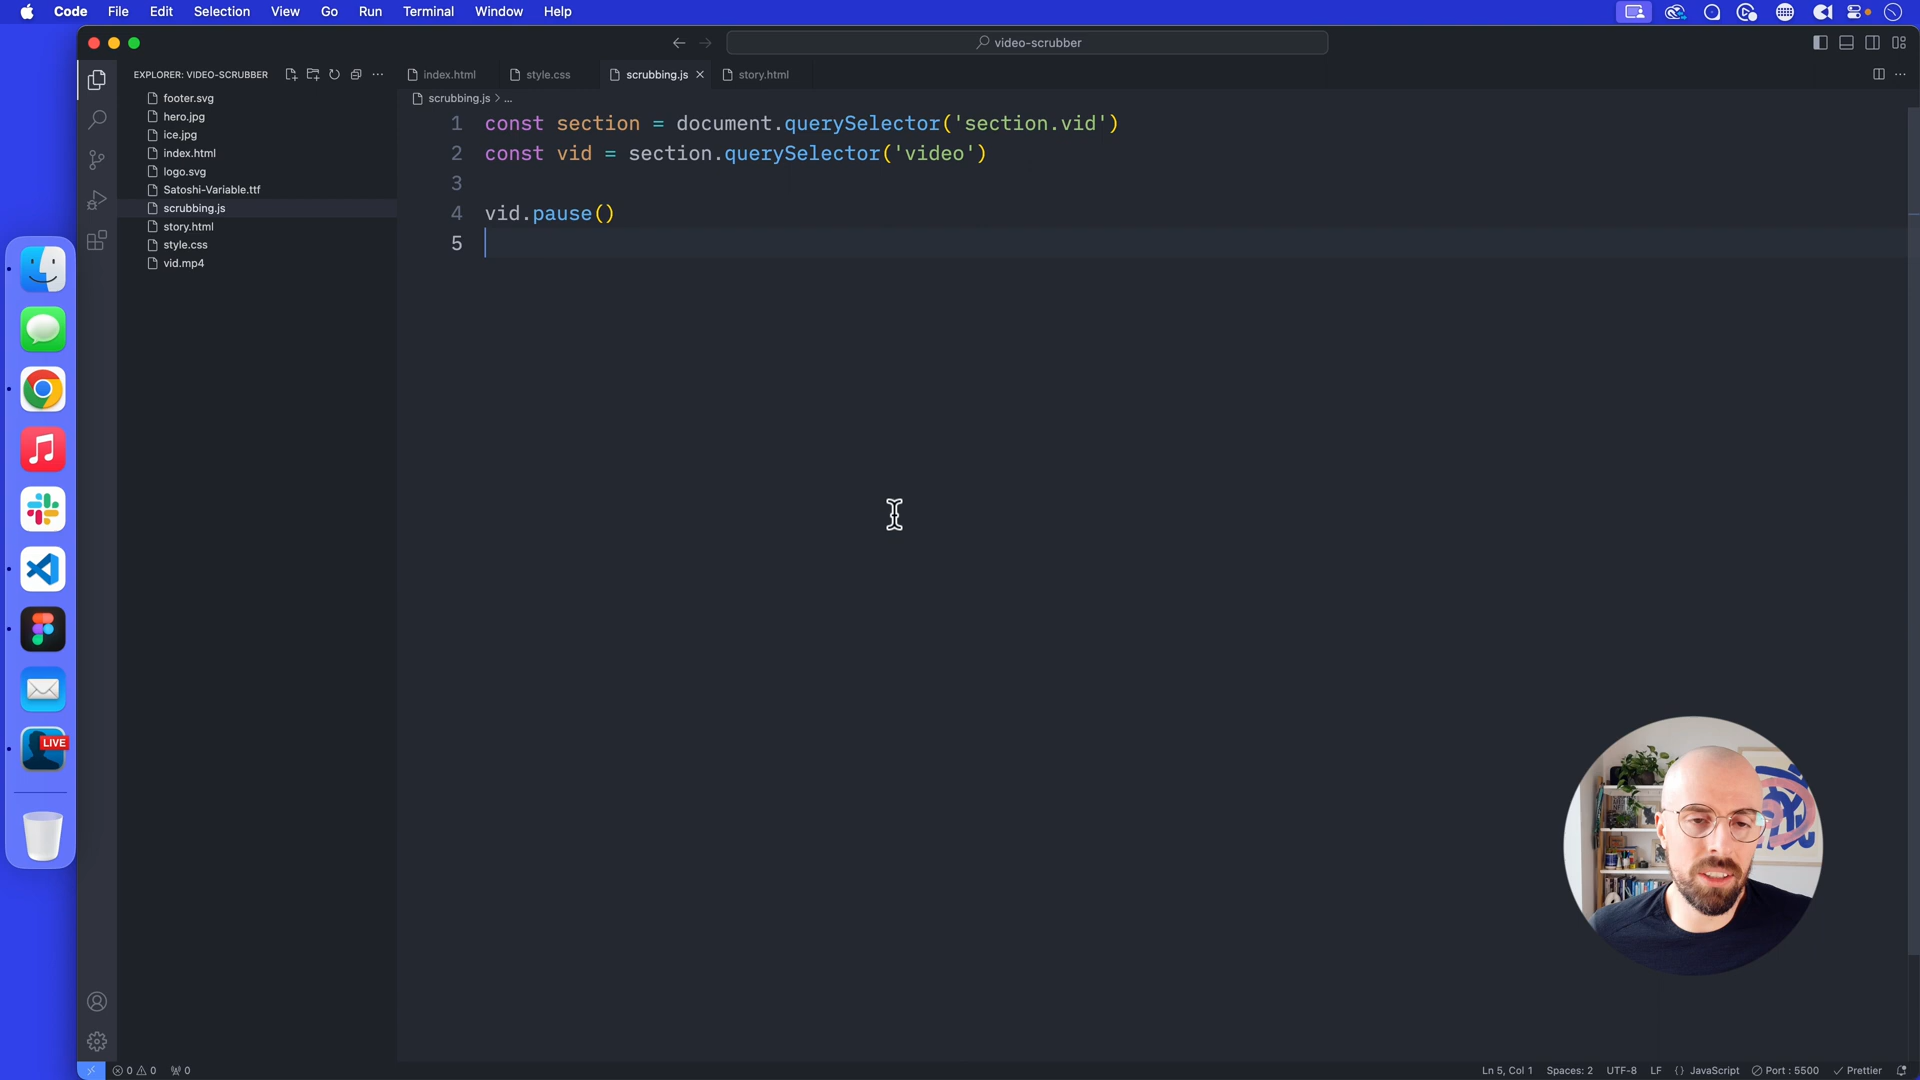 Code File Edit Selection View Go Run Terminal Window Help
video-scrubber
EXPLORER: VIDEO-SCRUBBER
index.html style.css scrubbing.js story.html
scrubbing.js > ...
footer.svg
hero.jpg
ice.jpg
index.html
logo.svg
Satoshi-Variable.ttf
scrubbing.js
story.html
style.css
vid.mp4
1 const section = document.querySelector('section.vid')
2 const vid = section.querySelector('video')
3
4 vid.pause()
5
LIVE
0 0 0 Ln 5, Col 1 Spaces: 2 UTF-8 LF {} JavaScript Port : 5500 Prettier